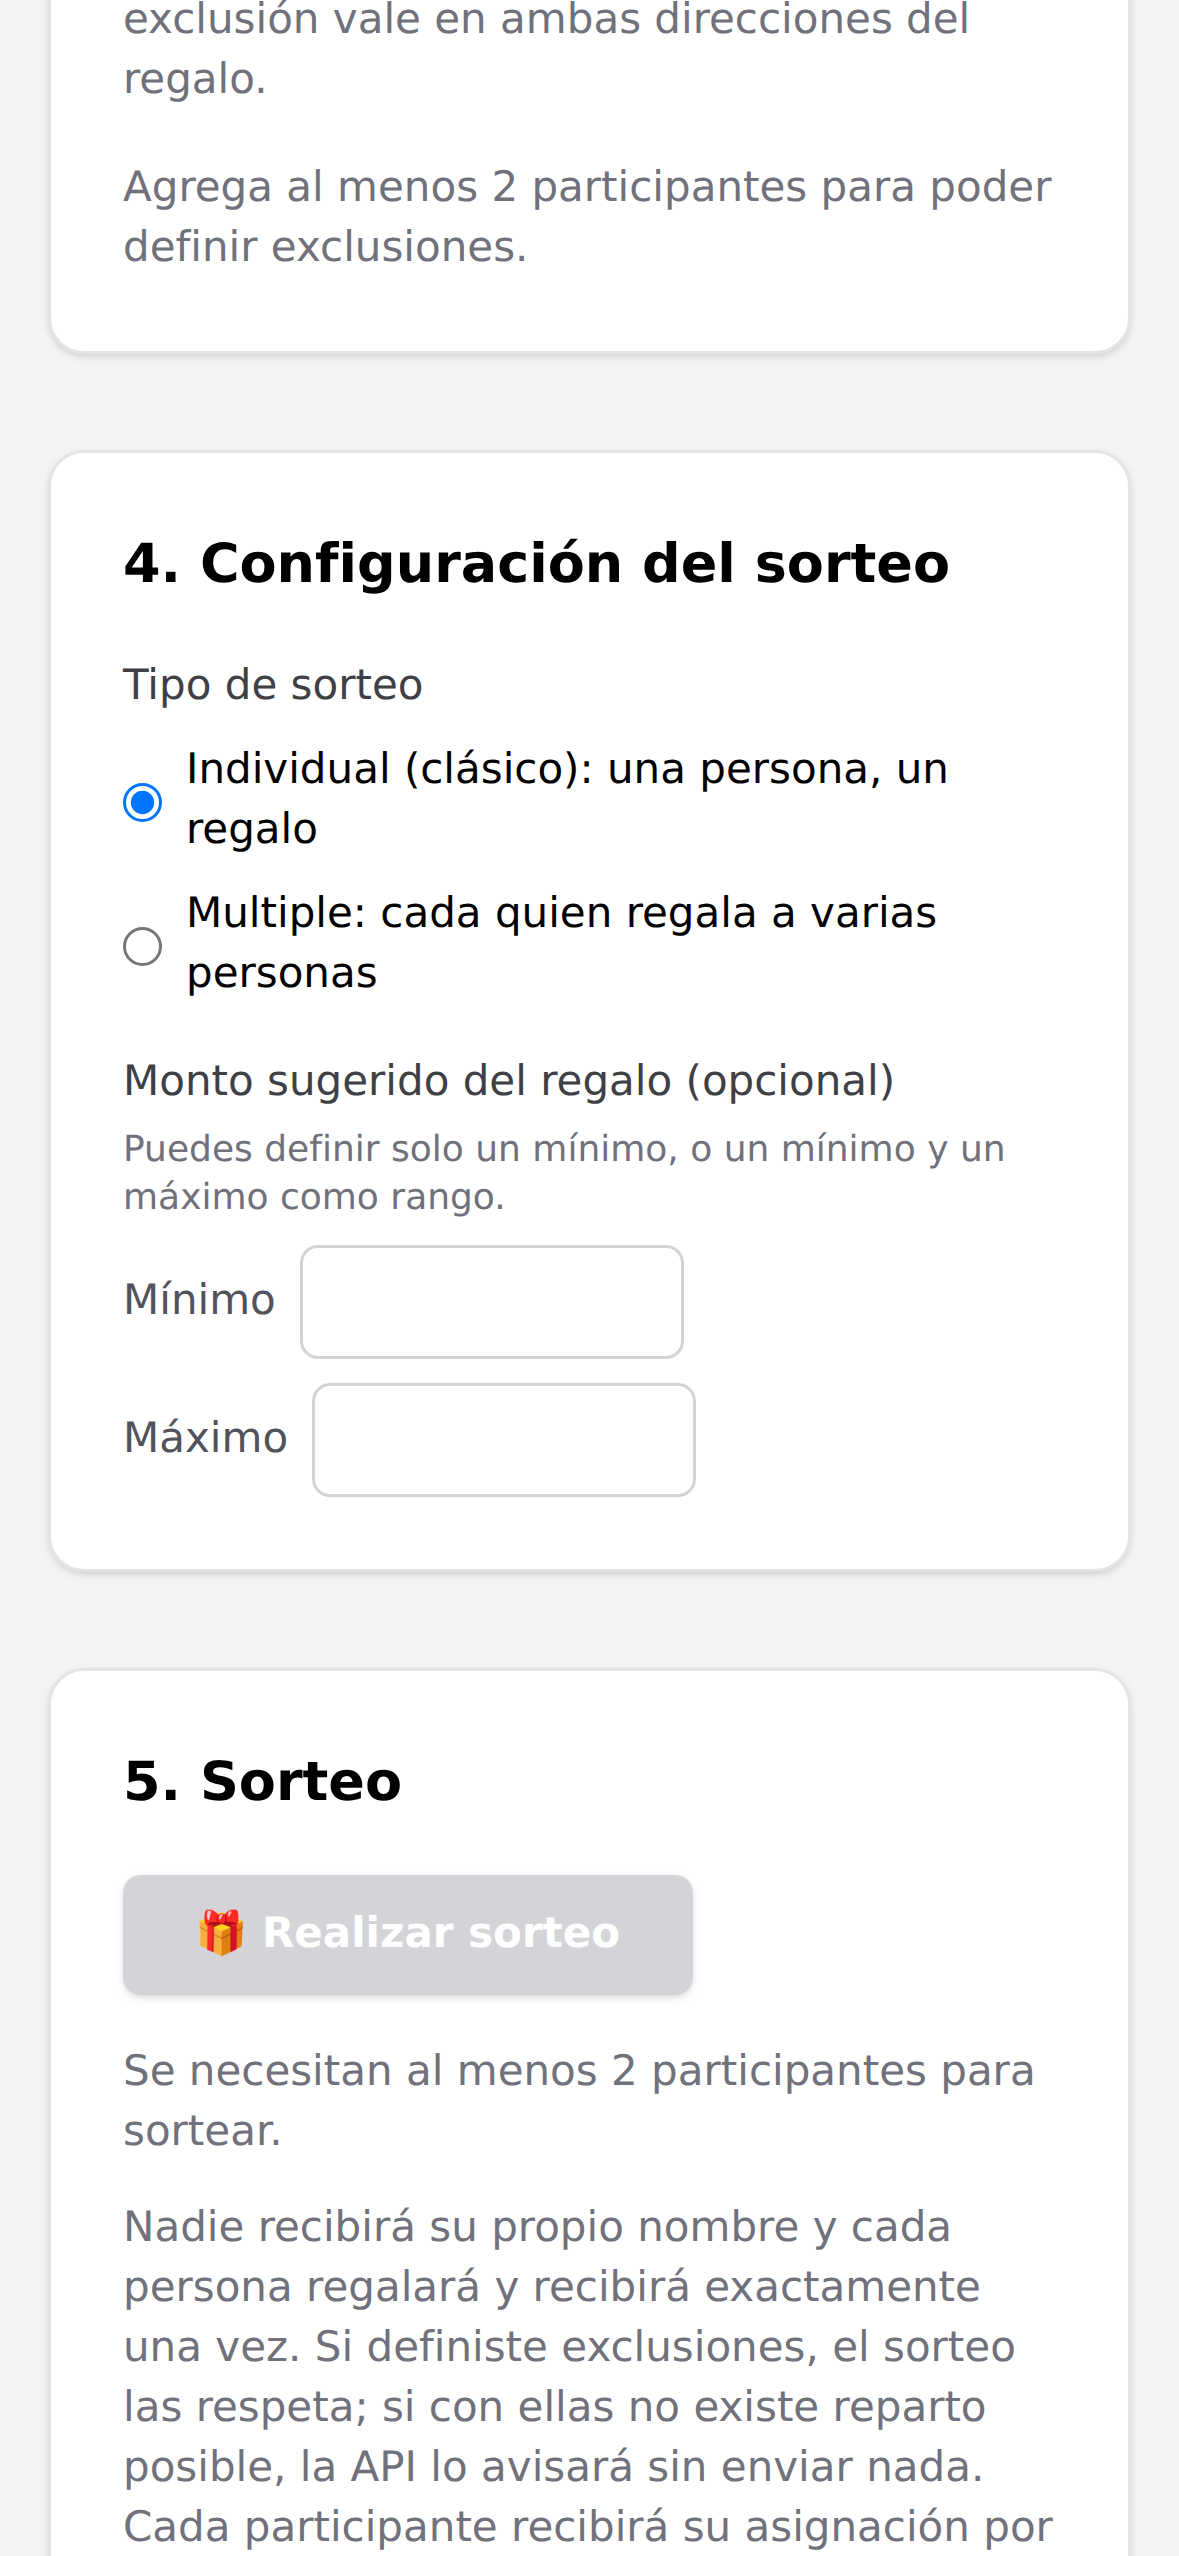 exclusión vale en ambas direcciones del
regalo.
Agrega al menos 2 participantes para poder
definir exclusiones.
4. Configuración del sorteo
Tipo de sorteo
Individual (clásico): una persona, un
regalo
Multiple: cada quien regala a varias
personas
Monto sugerido del regalo (opcional)
Puedes definir solo un mínimo, o un mínimo y un
máximo como rango.
Mínimo
Máximo
5. Sorteo
🎁 Realizar sorteo
Se necesitan al menos 2 participantes para
sortear.
Nadie recibirá su propio nombre y cada
persona regalará y recibirá exactamente
una vez. Si definiste exclusiones, el sorteo
las respeta; si con ellas no existe reparto
posible, la API lo avisará sin enviar nada.
Cada participante recibirá su asignación por